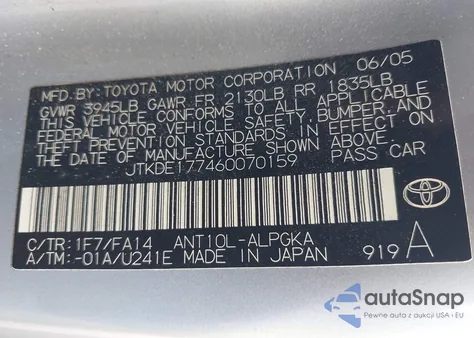 MFD. BY: TOYOTA MOTOR CORPORATION 06/05
GVWR 3945LB GAWR FR 2130LB RR 1835LB
THIS VEHICLE CONFORMS TO ALL APPLICABLE
FEDERAL MOTOR VEHICLE SAFETY, BUMPER, AND
THEFT PREVENTION STANDARDS IN EFFECT ON
THE DATE OF MANUFACTURE SHOWN ABOVE.
JTKDE177460070159 PASS CAR
TOYOTA
C/TR: 1F7/FA14 ANT10L-ALPGKA
A/TM: -01A/U241E MADE IN JAPAN 919 A
autoSnap
Pewne auta z aukcji USA i EU